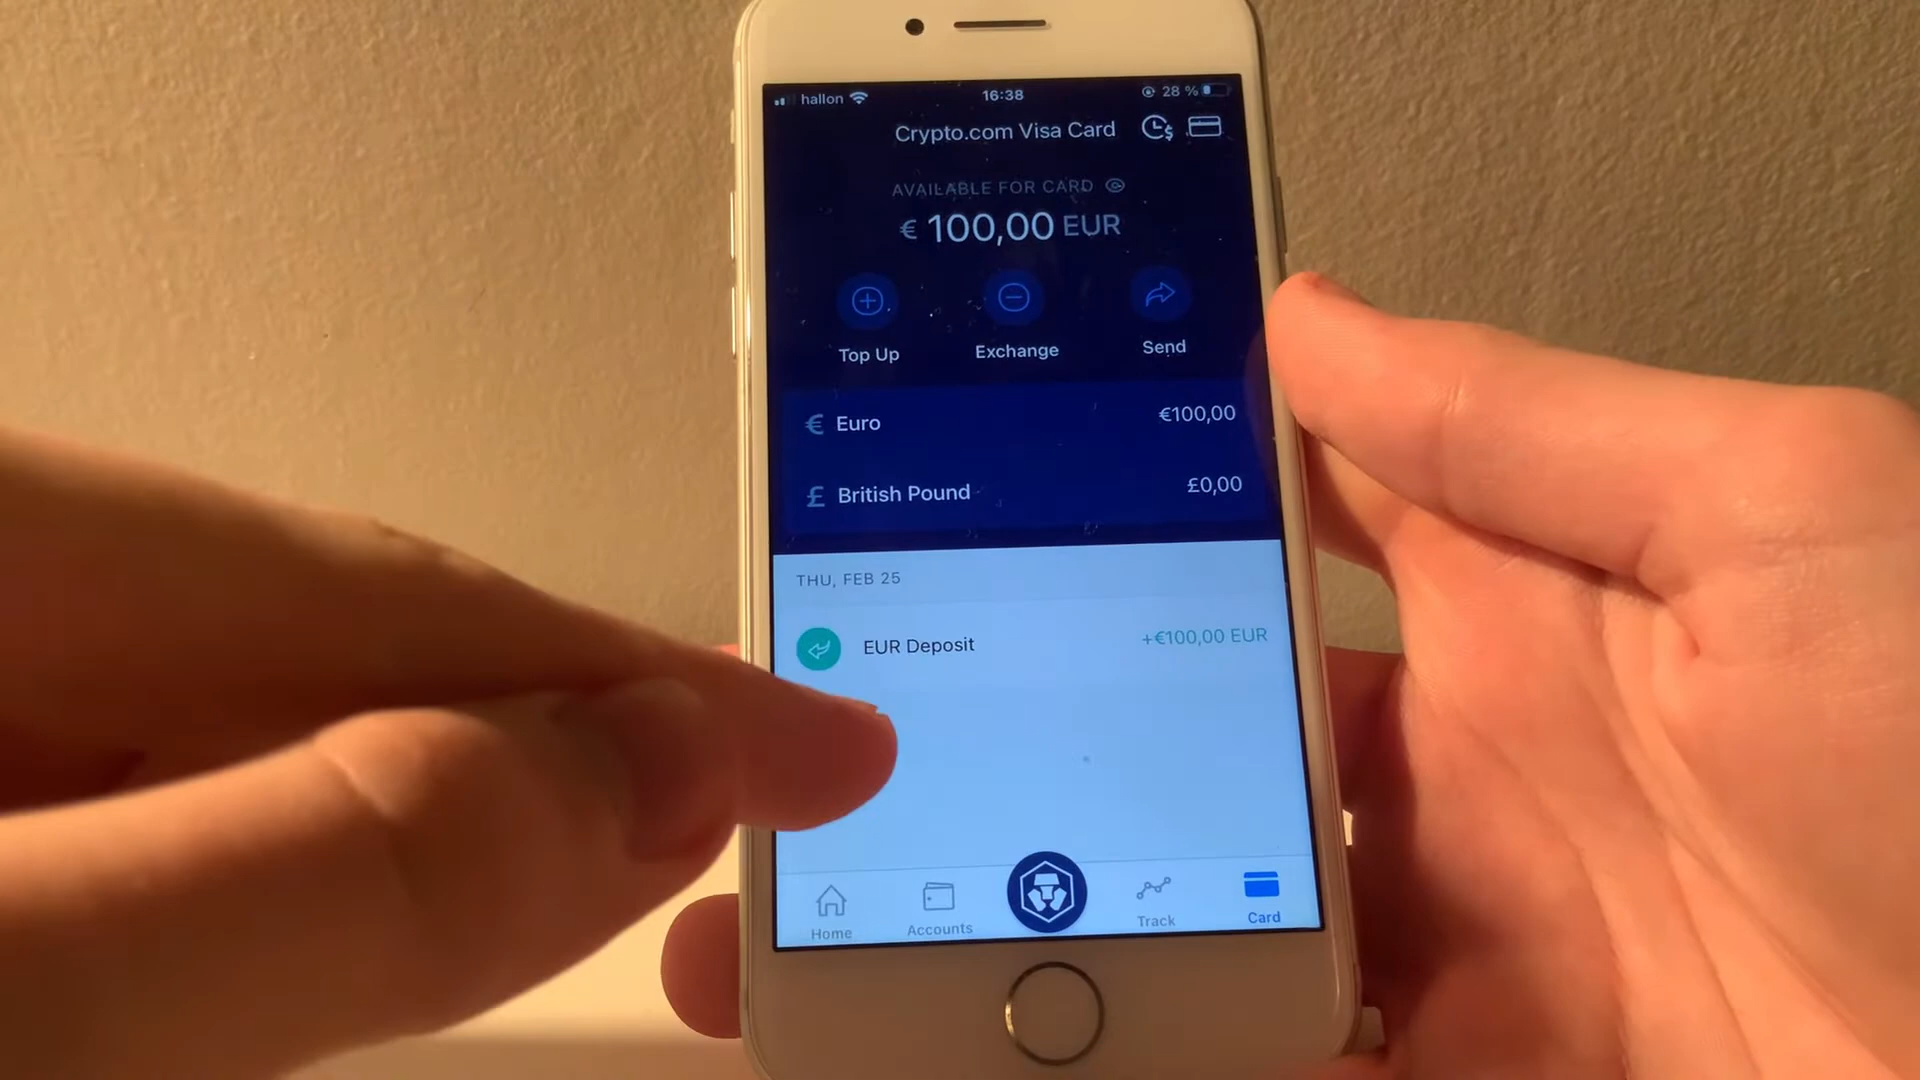 hallon 16:38 28 %
Crypto.com Visa Card
AVAILABLE FOR CARD
€ 100,00 EUR
Top Up Exchange Send
€ Euro €100,00
£ British Pound £0,00
THU, FEB 25
EUR Deposit +€100,00 EUR
Home Accounts Track Card